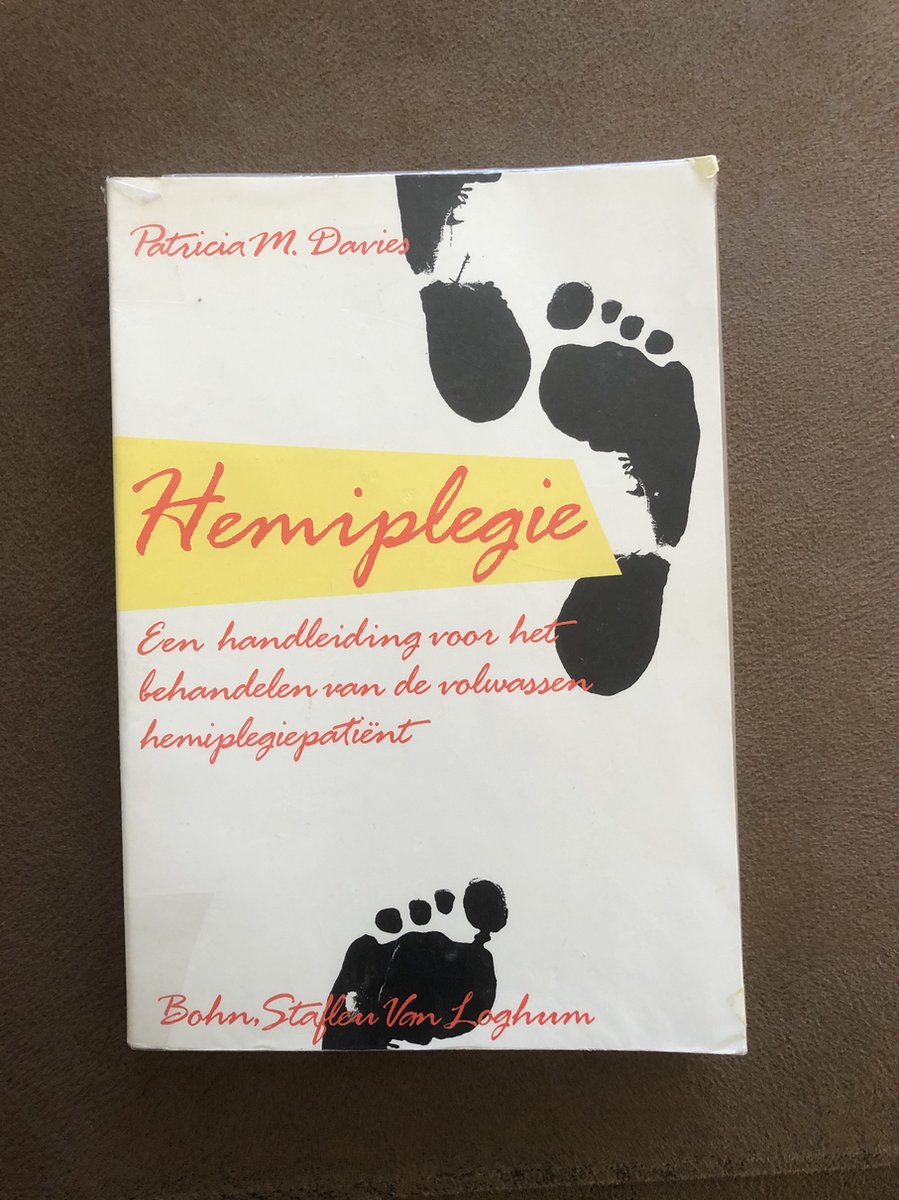 Patricia M. Davies
Hemiplegie
Een handleiding voor het
behandelen van de volwassen
hemiplegiepatiënt
Bohn, Stafleu Van Loghum